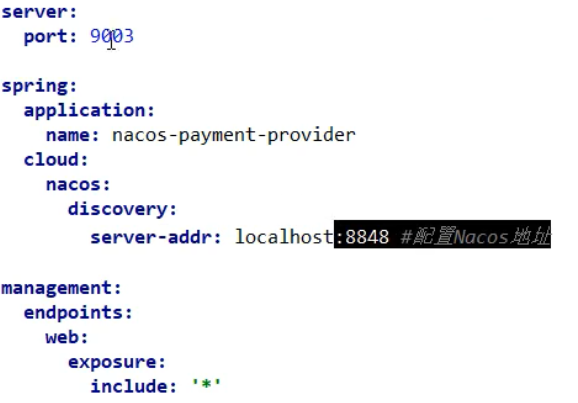 server:
  port: 9003

spring:
  application:
    name: nacos-payment-provider
  cloud:
    nacos:
      discovery:
        server-addr: localhost:8848 #配置Nacos地址

management:
  endpoints:
    web:
      exposure:
        include: '*'